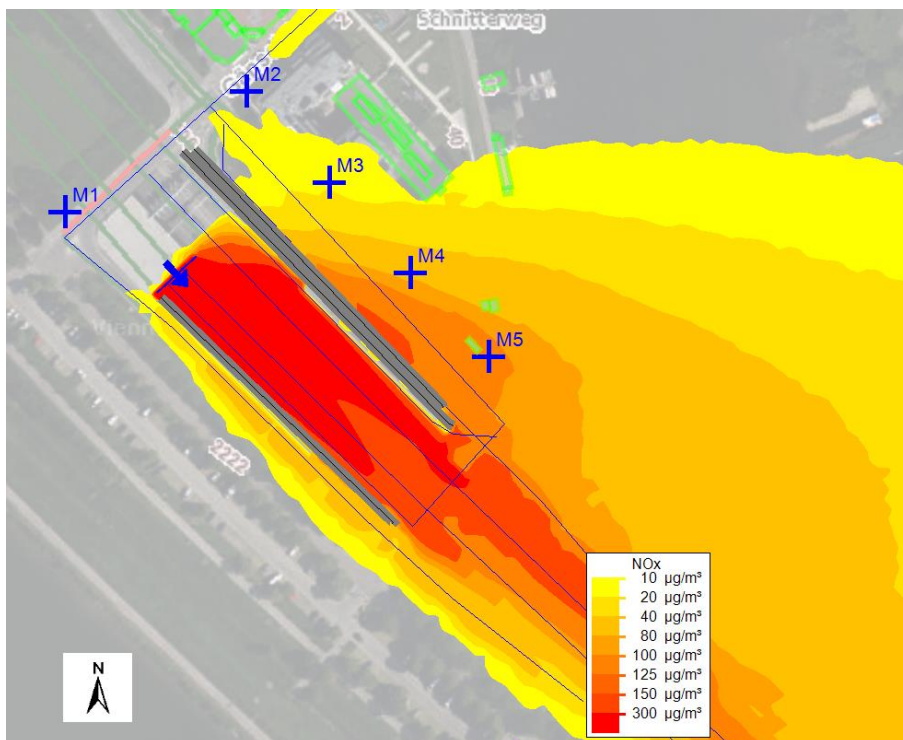 Schnitterweg
M2
M1
M3
M4
M5
2222
N
NOx
10 µg/m³
20 µg/m³
40 µg/m³
80 µg/m³
100 µg/m³
125 µg/m³
150 µg/m³
300 µg/m³